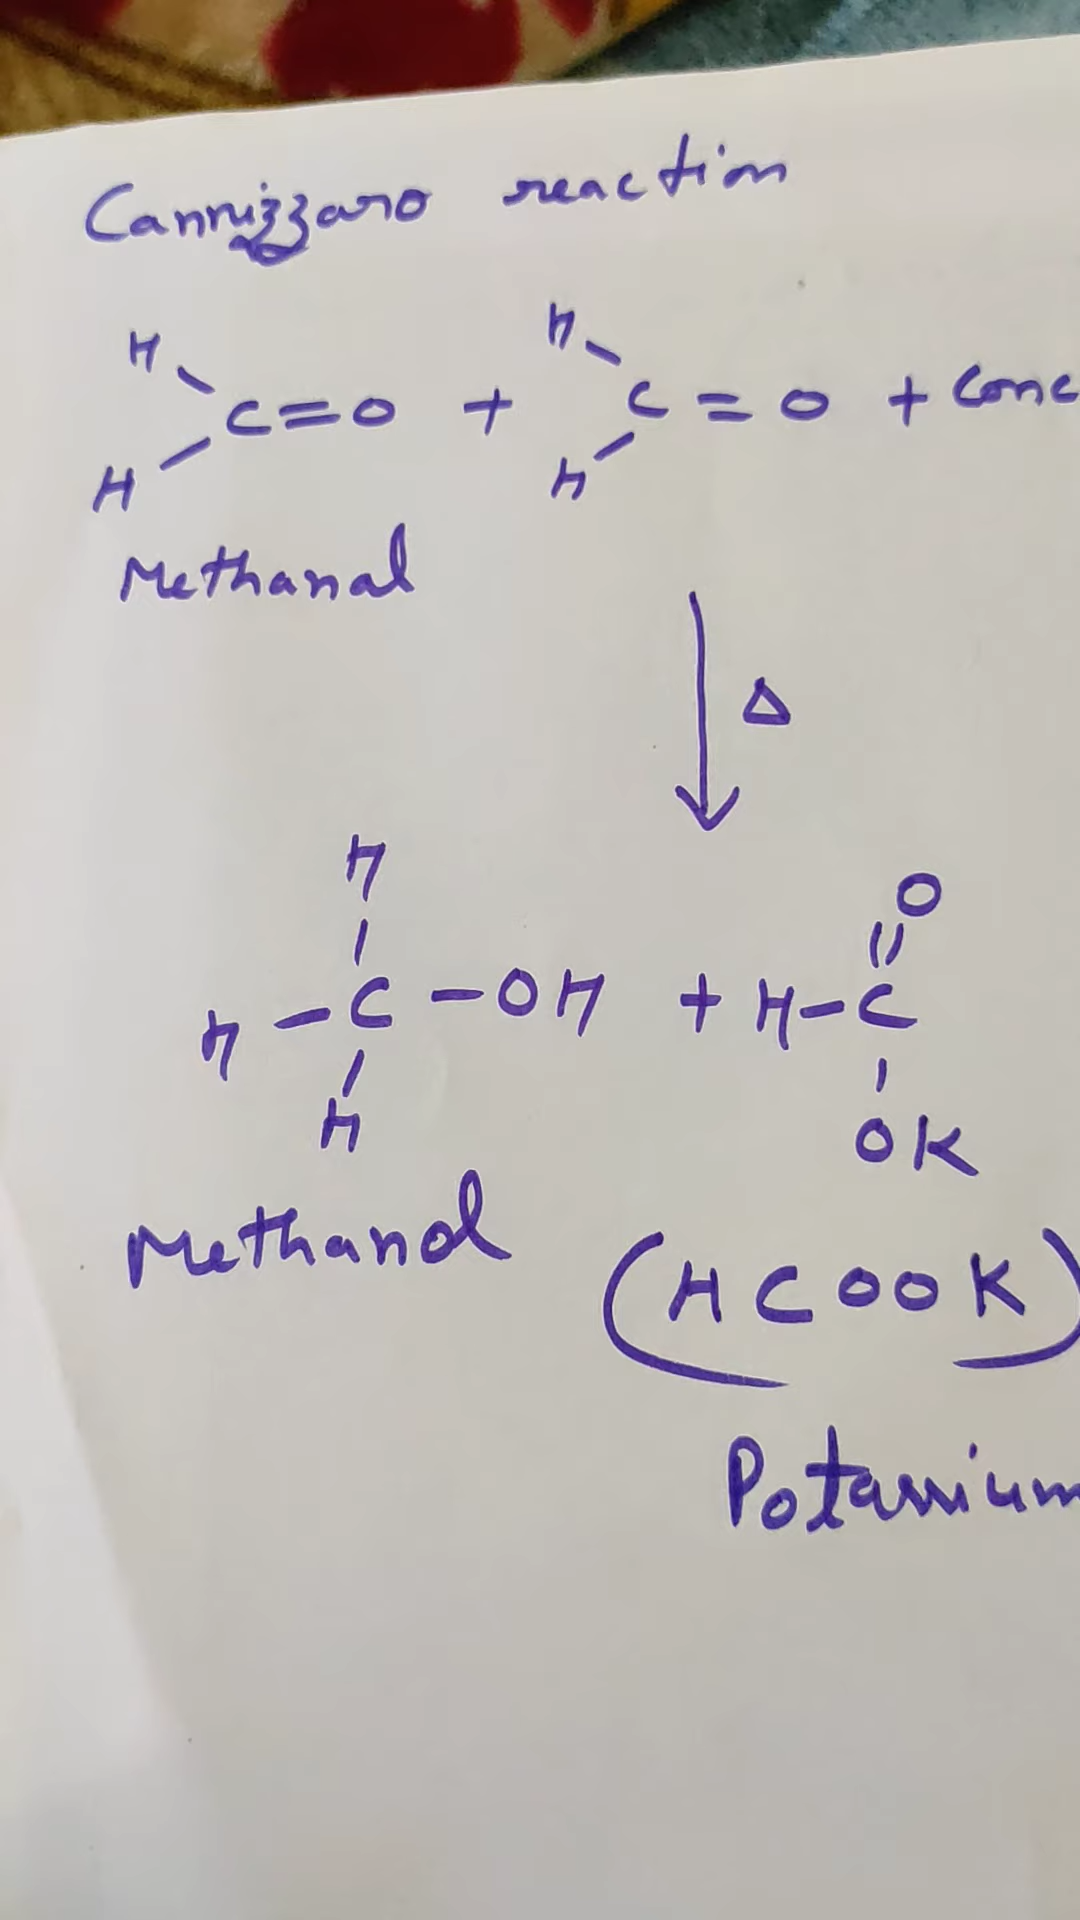 Cannizzaro reaction
H H
C=O + C=O + Conc
H H
Methanal
Δ
H O
H-C-OH + H-C
H OK
Methanol
(HCOOK)
Potassium